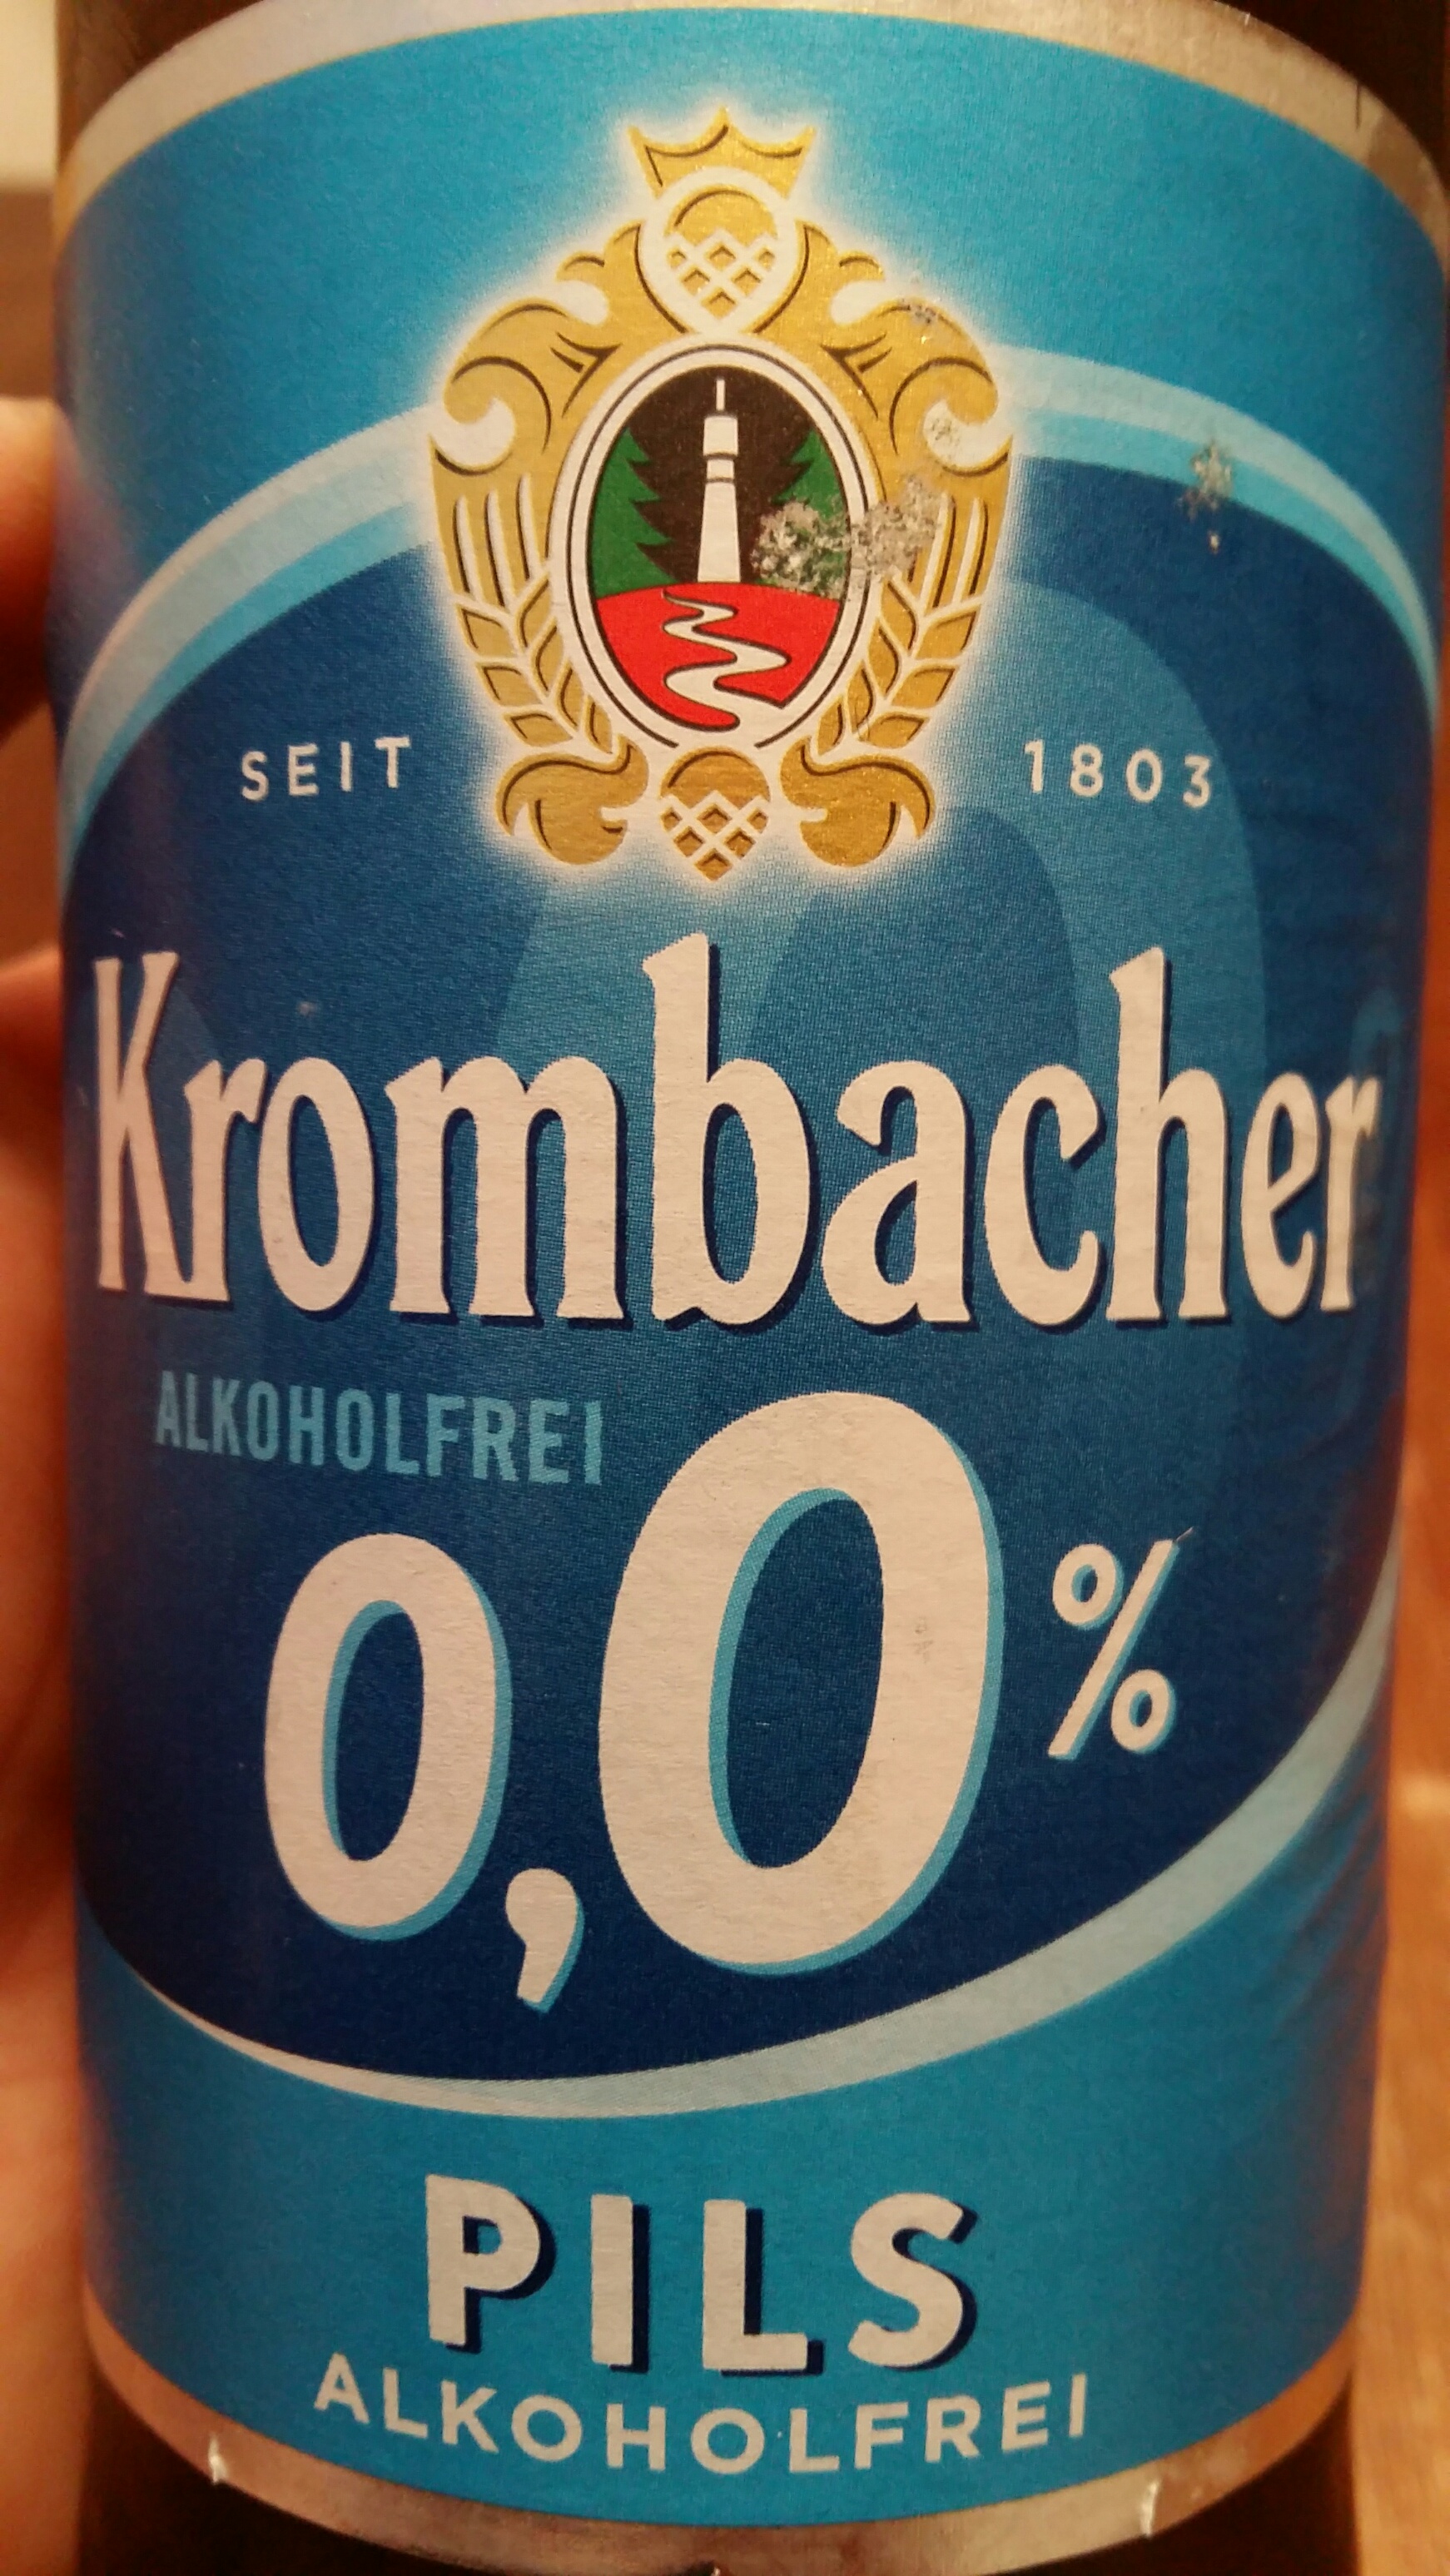 SEIT 1803
Krombacher
ALKOHOLFREI
0,0%
PILS
ALKOHOLFREI